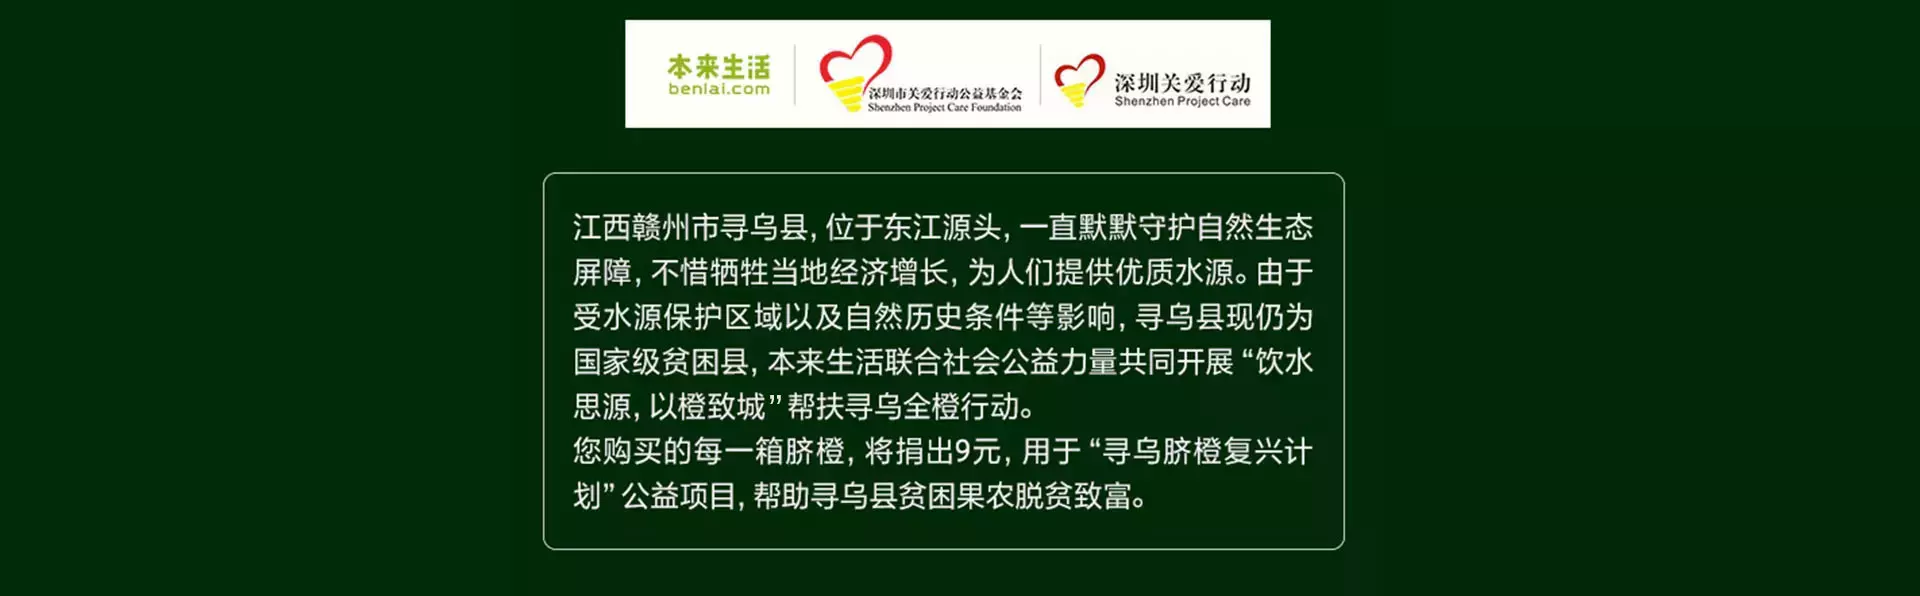 本来生活
benlai.com
深圳市关爱行动公益基金会
Shenzhen Project Care Foundation
深圳关爱行动
Shenzhen Project Care
江西赣州市寻乌县, 位于东江源头, 一直默默守护自然生态
屏障, 不惜牺牲当地经济增长, 为人们提供优质水源。由于
受水源保护区域以及自然历史条件等影响, 寻乌县现仍为
国家级贫困县, 本来生活联合社会公益力量共同开展“饮水
思源, 以橙致城”帮扶寻乌全橙行动。
您购买的每一箱脐橙, 将捐出9元, 用于“寻乌脐橙复兴计
划”公益项目, 帮助寻乌县贫困果农脱贫致富。